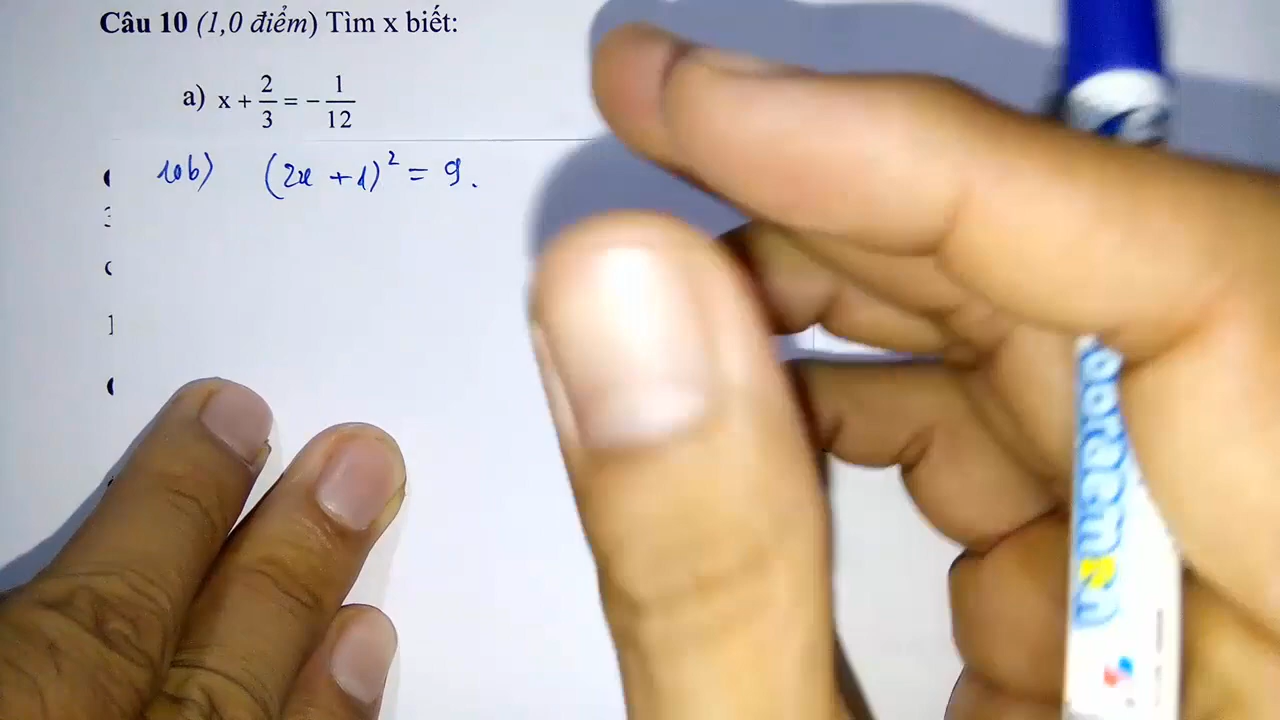 Câu 10 (1,0 điểm) Tìm x biết:
a) x + 2/3 = - 1/12
10b) (2x + 1)² = 9.